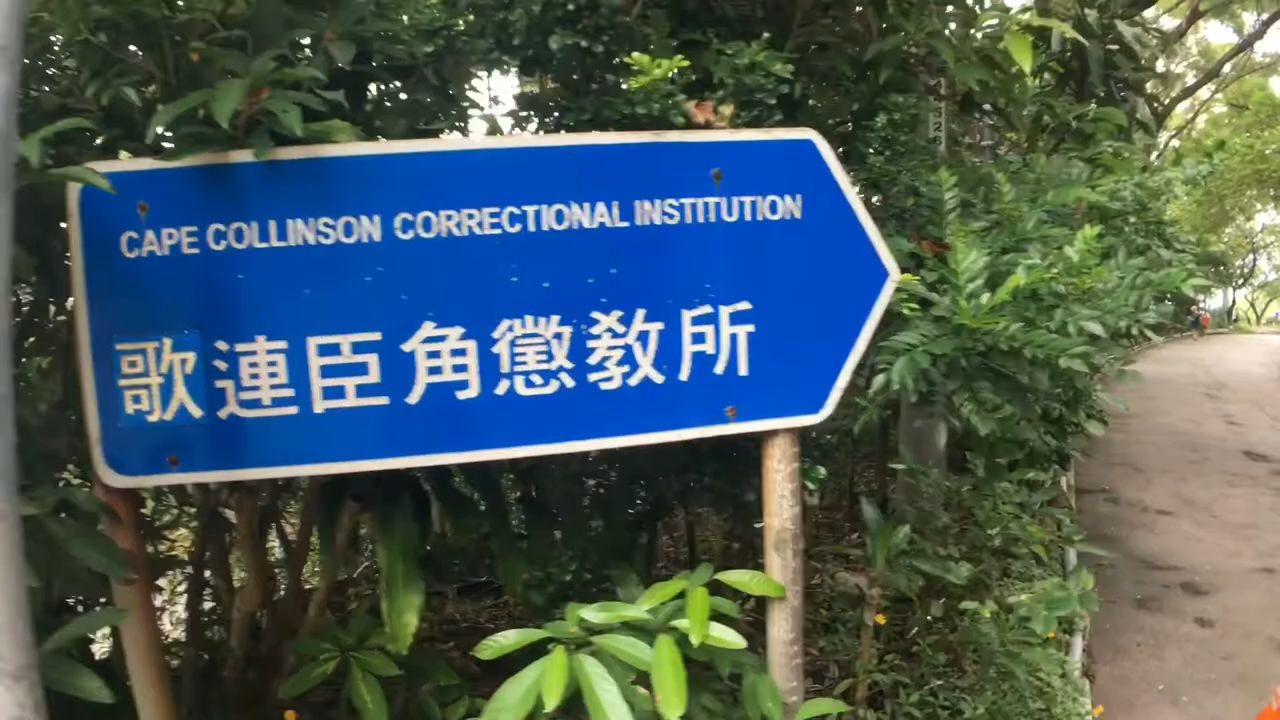 CAPE COLLINSON CORRECTIONAL INSTITUTION
歌連臣角懲教所